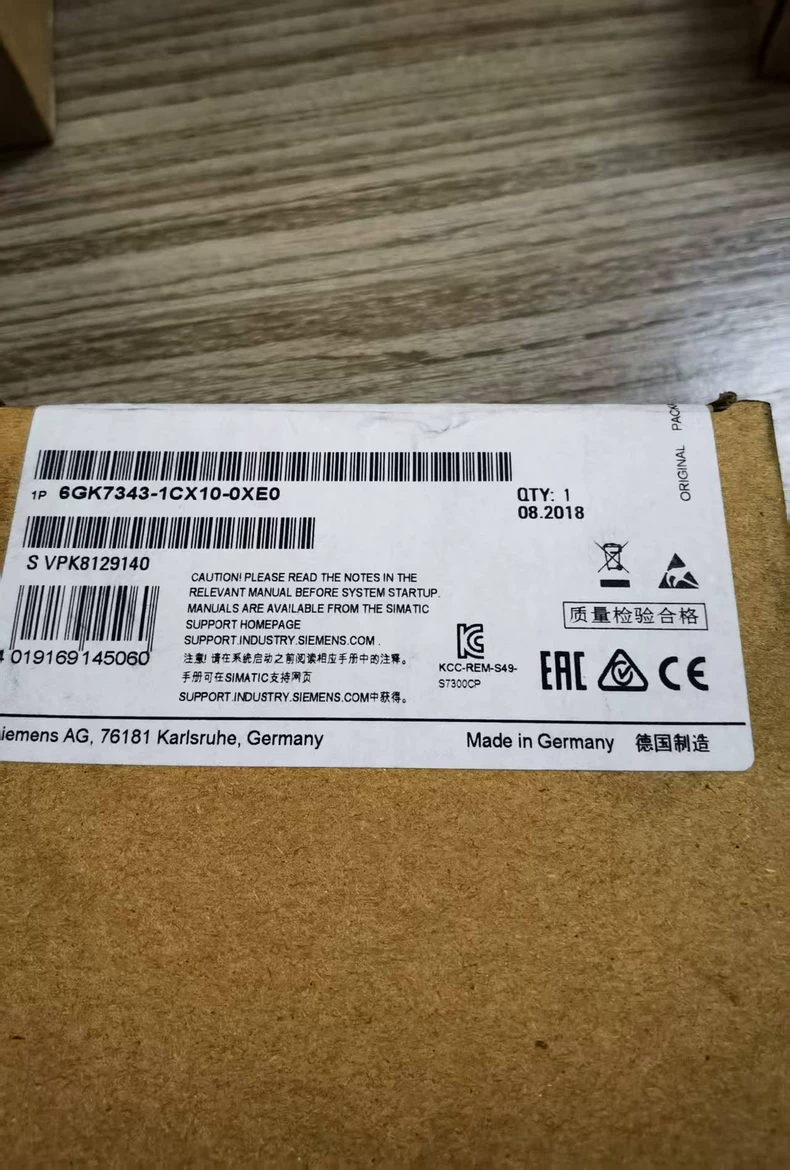 ORIGINAL PACK
1P 6GK7343-1CX10-0XE0
QTY: 1
08.2018
S VPK8129140
CAUTION! PLEASE READ THE NOTES IN THE
RELEVANT MANUAL BEFORE SYSTEM STARTUP.
MANUALS ARE AVAILABLE FROM THE SIMATIC
SUPPORT HOMEPAGE
SUPPORT.INDUSTRY.SIEMENS.COM.
注意! 请在系统启动之前阅读相应手册中的注释。
手册可在SIMATIC支持网页
SUPPORT.INDUSTRY.SIEMENS.COM中获得。
4 019169 145060
质量检验合格
KCC-REM-S49-
S7300CP
EAC
CE
iemens AG, 76181 Karlsruhe, Germany
Made in Germany 德国制造